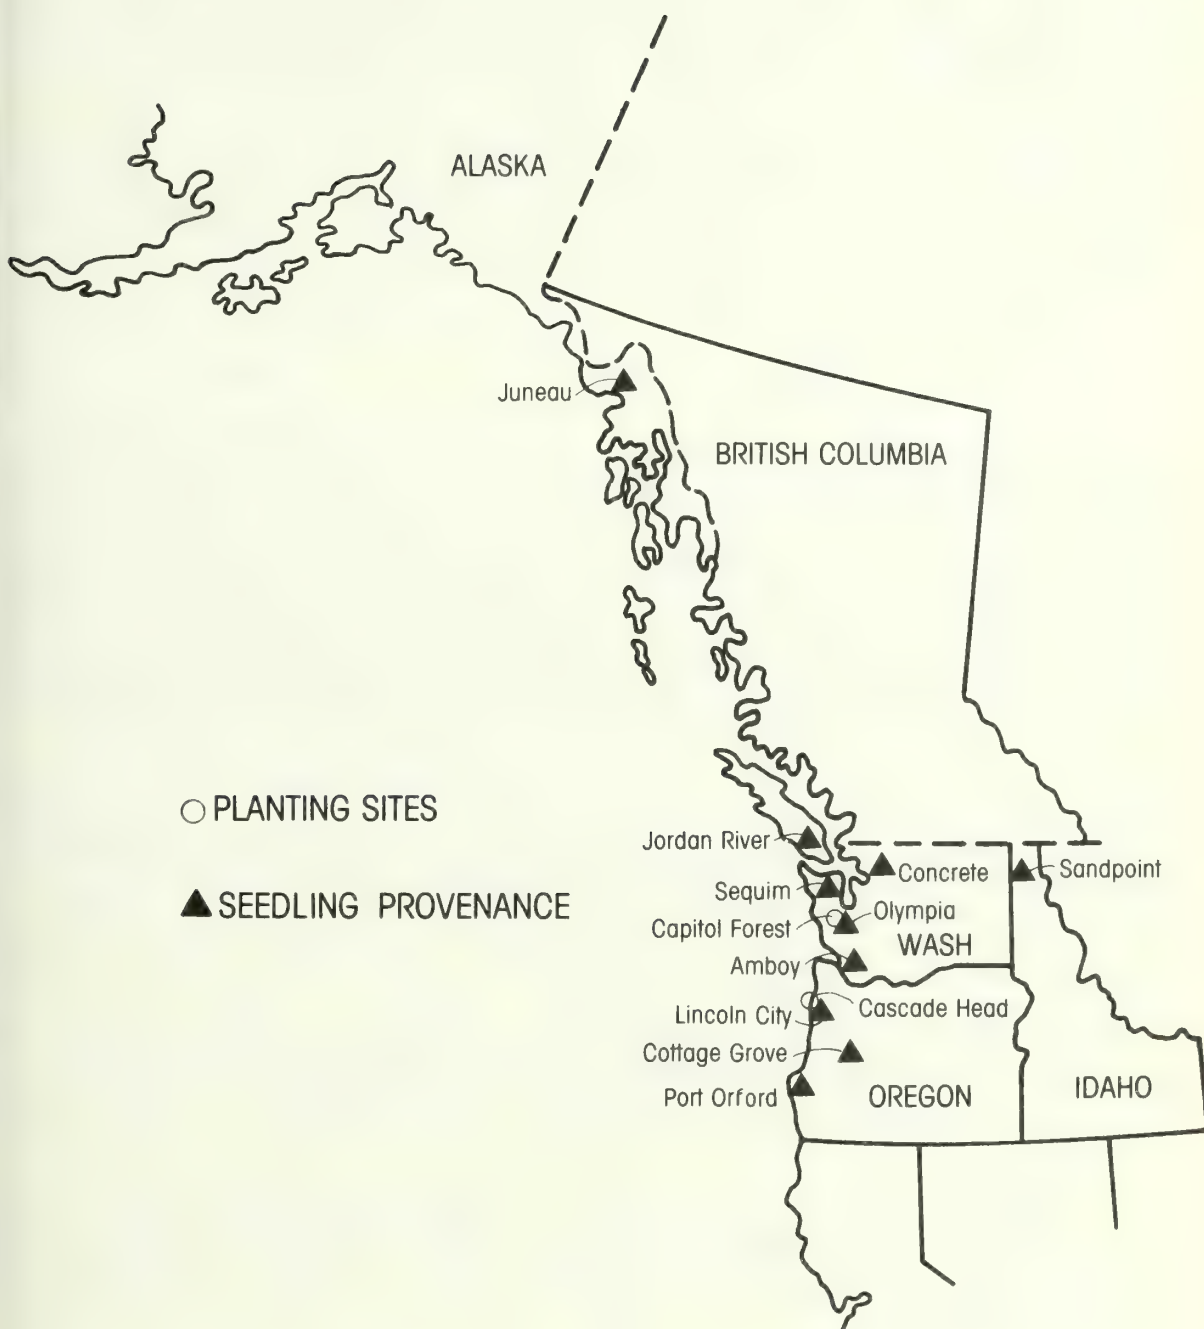 ALASKA
Juneau
BRITISH COLUMBIA
PLANTING SITES
SEEDLING PROVENANCE
Jordan River
Concrete
Sandpoint
Sequim
Olympia
Capitol Forest
WASH
Amboy
Cascade Head
Lincoln City
Cottage Grove
Port Orford
OREGON
IDAHO